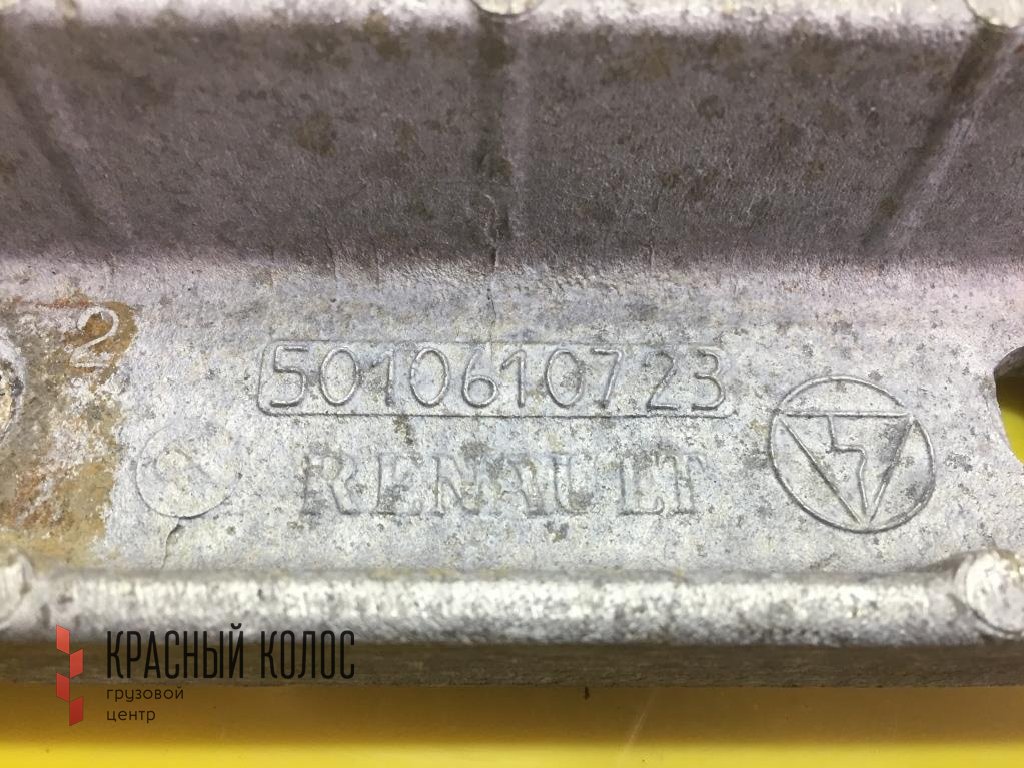 2
5010610723
RENAULT
КРАСНЫЙ КОЛОС
грузовой
центр